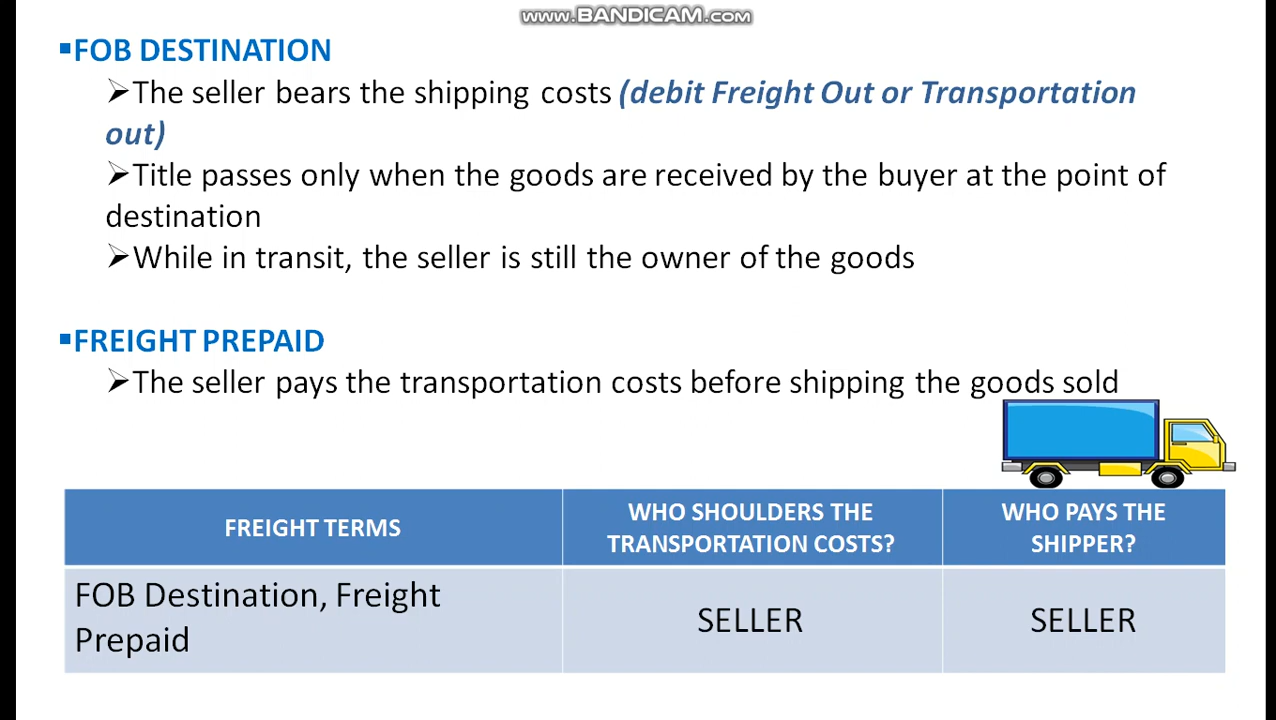 www.BANDICAM.com
▪FOB DESTINATION
➢The seller bears the shipping costs (debit Freight Out or Transportation
out)
➢Title passes only when the goods are received by the buyer at the point of
destination
➢While in transit, the seller is still the owner of the goods
▪FREIGHT PREPAID
➢The seller pays the transportation costs before shipping the goods sold
FREIGHT TERMS
WHO SHOULDERS THE
TRANSPORTATION COSTS?
WHO PAYS THE
SHIPPER?
FOB Destination, Freight
Prepaid
SELLER
SELLER